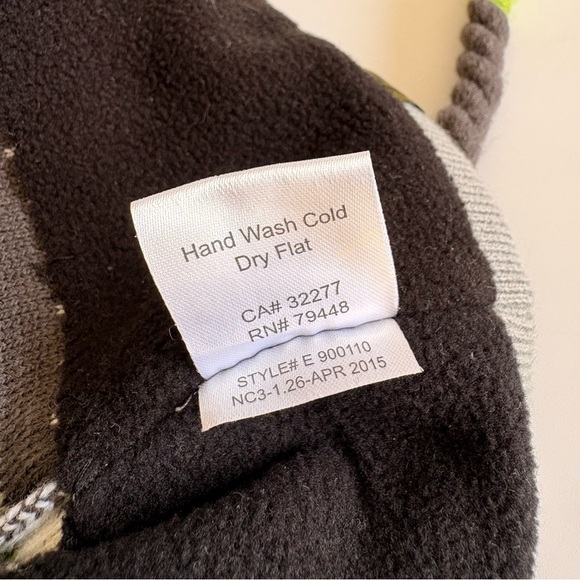 Hand Wash Cold
Dry Flat
CA# 32277
RN# 79448
STYLE# E 900110
NC3-1.26-APR 2015